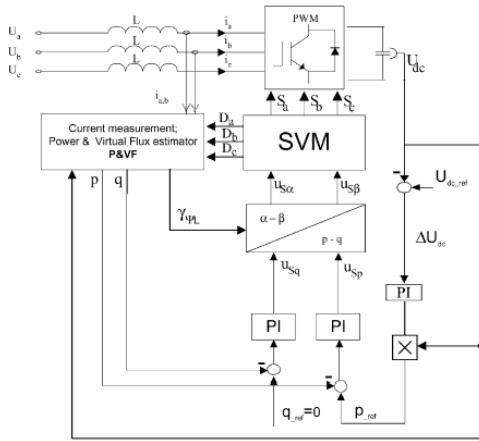 PWM
U_a
L
i_a
U_b
L
i_b
U_c
L
i_c
U_dc
i_a,b
S_a S_b S_c
D_a
D_b
D_c
Current measurement;
Power & Virtual Flux estimator
P&VF
SVM
p q
u_Sα u_Sβ
U_dc_ref
γ_ΨL
α – β
p - q
ΔU_dc
u_Sq u_Sp
PI
PI PI
X
q_ref=0
p_ref